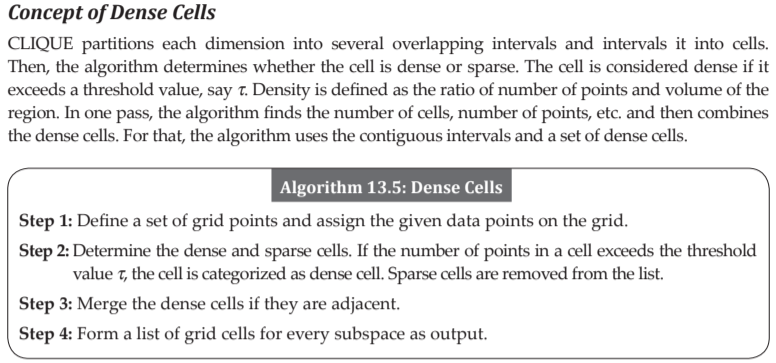 Concept of Dense Cells
CLIQUE partitions each dimension into several overlapping intervals and intervals it into cells.
Then, the algorithm determines whether the cell is dense or sparse. The cell is considered dense if it
exceeds a threshold value, say τ. Density is defined as the ratio of number of points and volume of the
region. In one pass, the algorithm finds the number of cells, number of points, etc. and then combines
the dense cells. For that, the algorithm uses the contiguous intervals and a set of dense cells.
Algorithm 13.5: Dense Cells
Step 1: Define a set of grid points and assign the given data points on the grid.
Step 2: Determine the dense and sparse cells. If the number of points in a cell exceeds the threshold
value τ, the cell is categorized as dense cell. Sparse cells are removed from the list.
Step 3: Merge the dense cells if they are adjacent.
Step 4: Form a list of grid cells for every subspace as output.